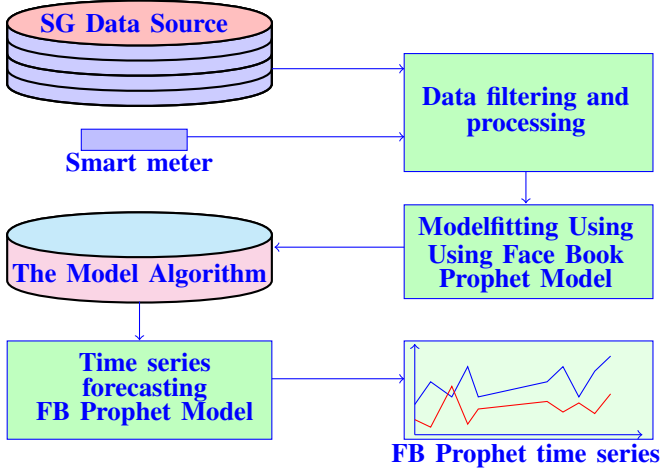 SG Data Source
Data filtering and
processing
Smart meter
Modelfitting Using
Using Face Book
Prophet Model
The Model Algorithm
Time series
forecasting
FB Prophet Model
FB Prophet time series